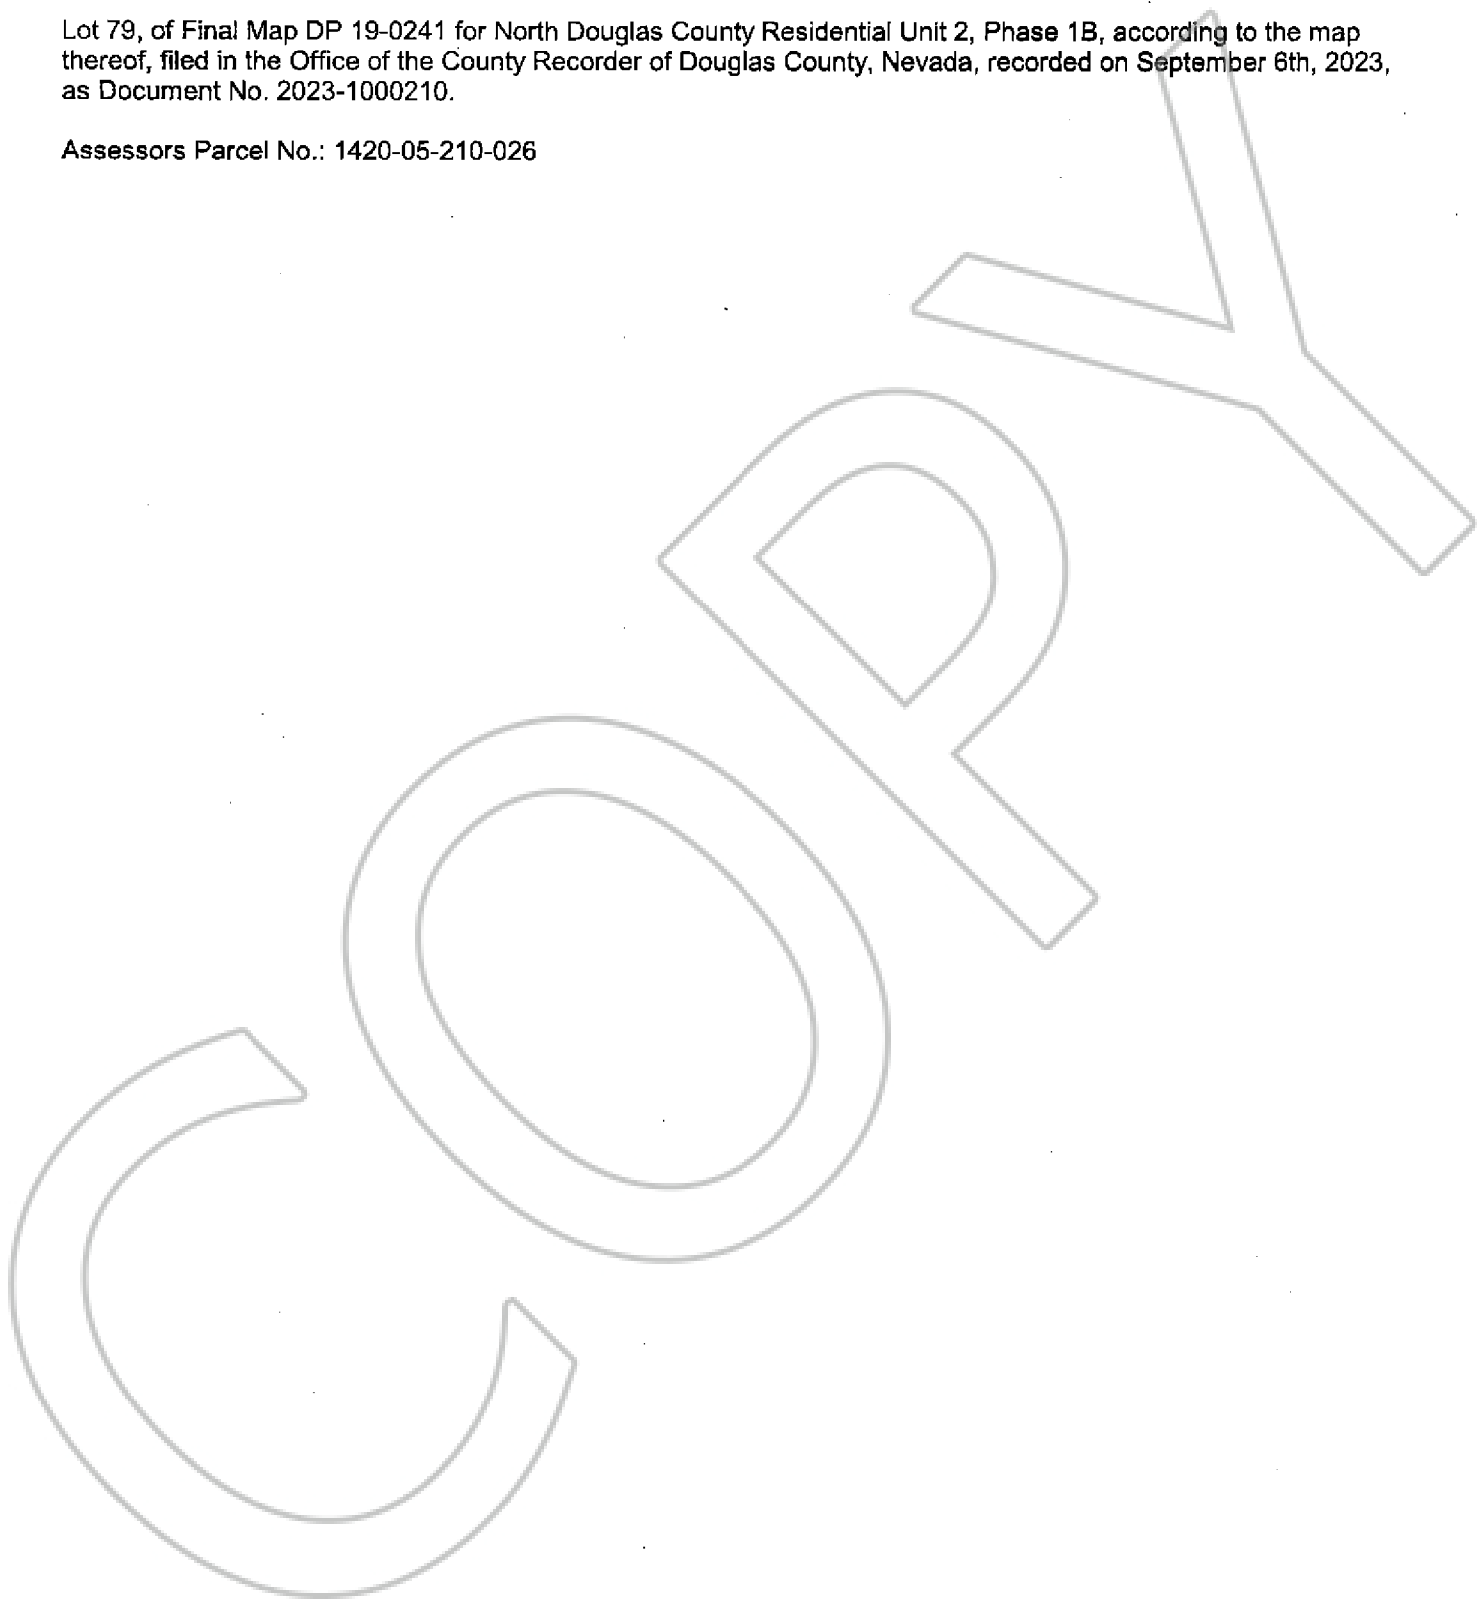 Lot 79, of Final Map DP 19-0241 for North Douglas County Residential Unit 2, Phase 1B, according to the map
thereof, filed in the Office of the County Recorder of Douglas County, Nevada, recorded on September 6th, 2023,
as Document No. 2023-1000210.
Assessors Parcel No.: 1420-05-210-026
COPY